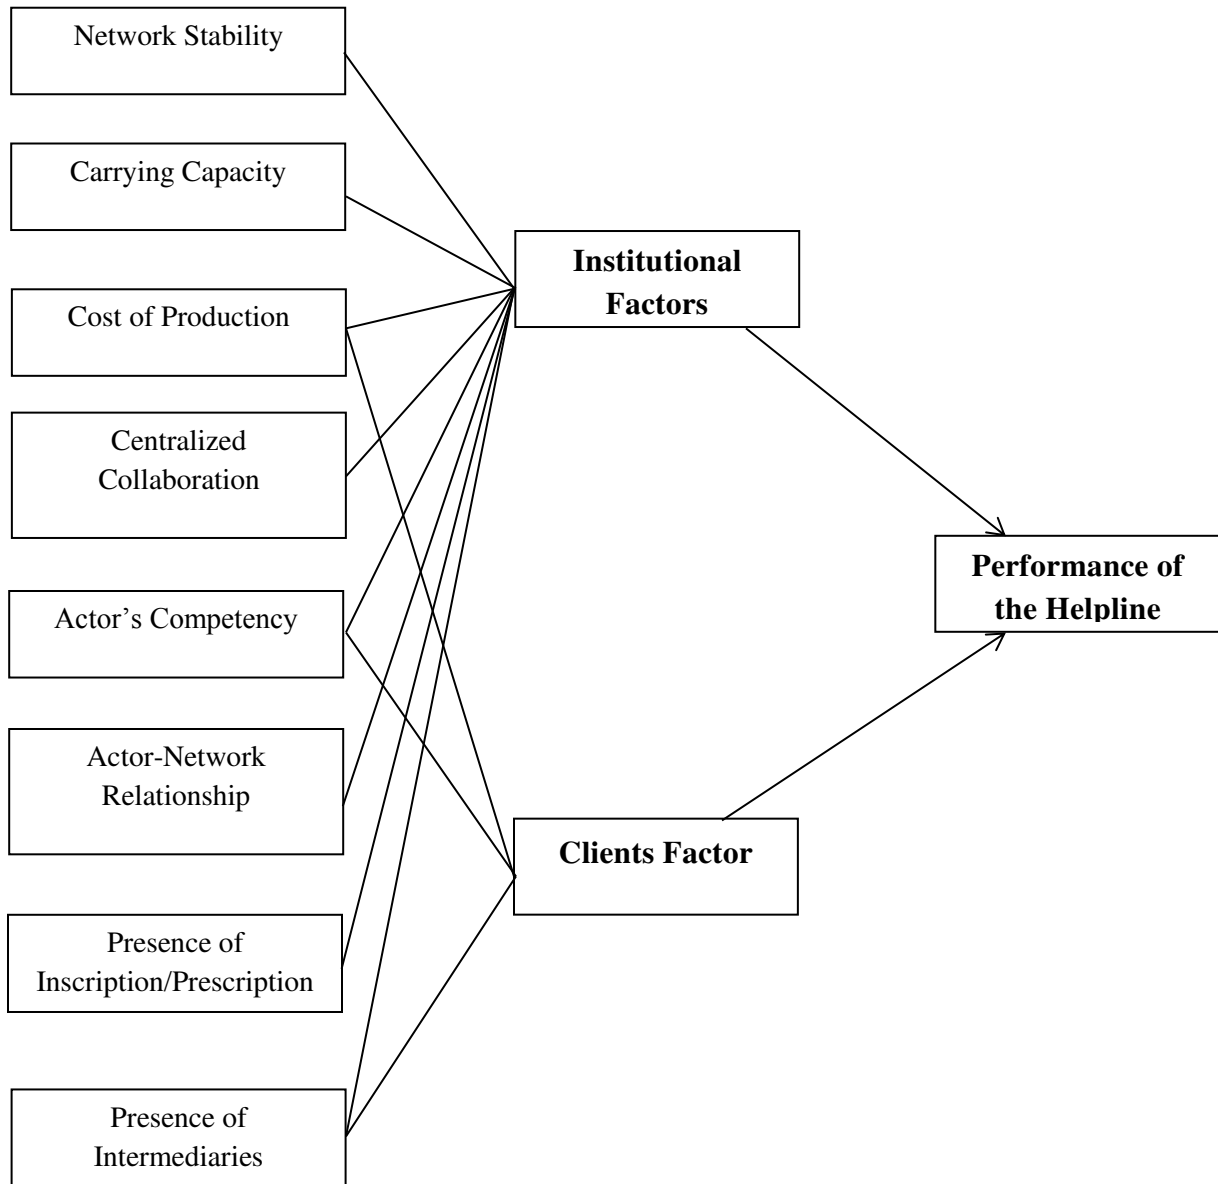 Network Stability
Carrying Capacity
Cost of Production
Centralized
Collaboration
Actor’s Competency
Actor-Network
Relationship
Presence of
Inscription/Prescription
Presence of
Intermediaries
Institutional
Factors
Clients Factor
Performance of
the Helpline